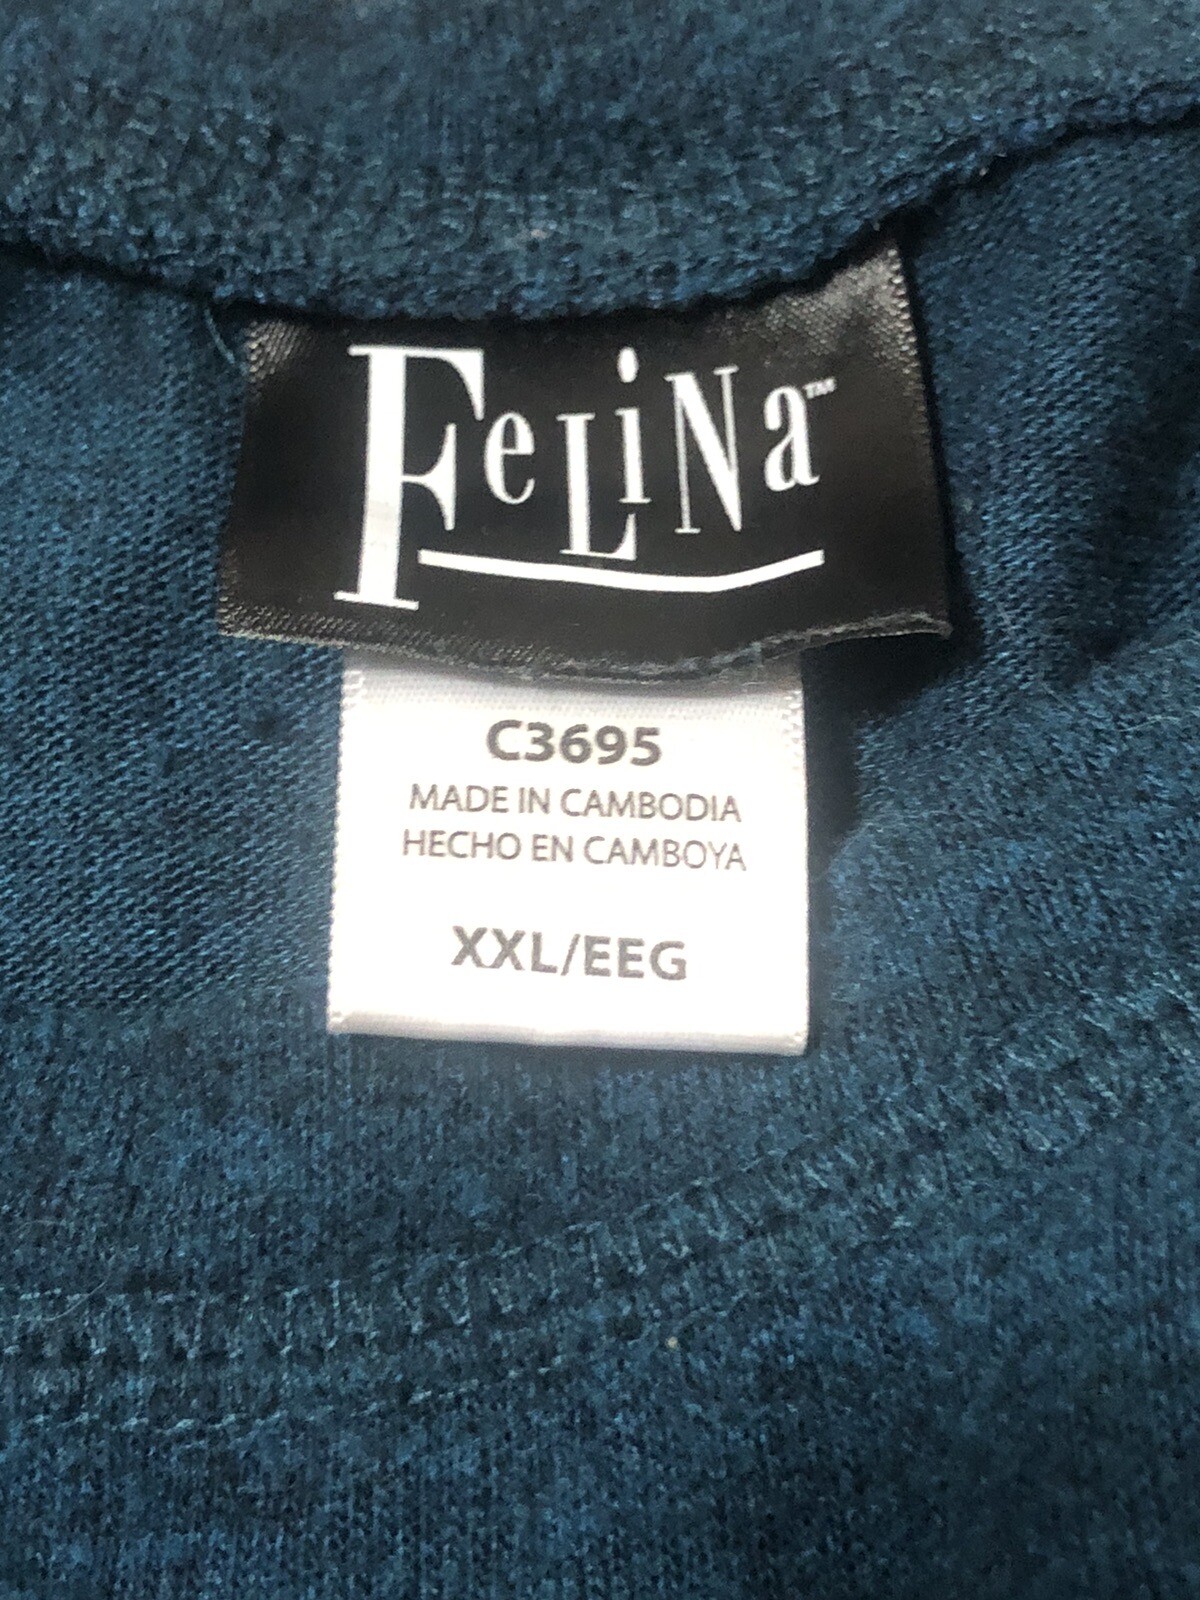 FeLiNa™
C3695
MADE IN CAMBODIA
HECHO EN CAMBOYA
XXL/EEG